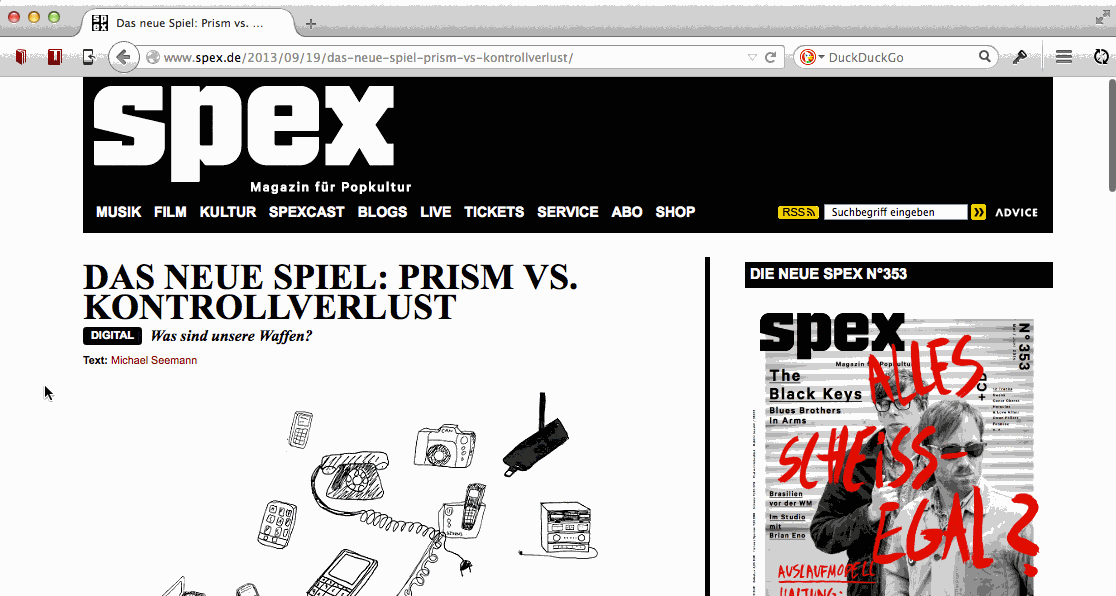 Das neue Spiel: Prism vs. ...
www.spex.de/2013/09/19/das-neue-spiel-prism-vs-kontrollverlust/
DuckDuckGo
spex
Magazin für Popkultur
MUSIK FILM KULTUR SPEXCAST BLOGS LIVE TICKETS SERVICE ABO SHOP
RSS Suchbegriff eingeben ADVICE
DAS NEUE SPIEL: PRISM VS.
KONTROLLVERLUST
DIGITAL Was sind unsere Waffen?
Text: Michael Seemann
DIE NEUE SPEX N°353
spex
N°353
The
Black Keys
Blues Brothers
in Arms
+CD
ALLES
SCHEISS-
EGAL?
Brasilien
vor der WM
Im Studio
mit
Brian Eno
AUSLAUFMODELL
HALTUNG: